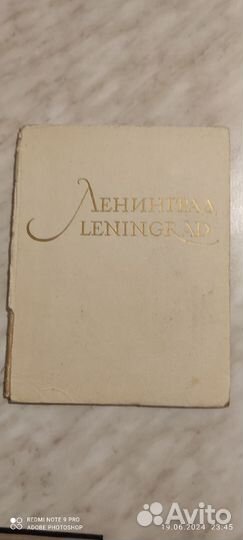 ЛЕНИНГРАД
LENINGRAD
REDMI NOTE 9 PRO
ADOBE PHOTOSHOP
Avito
19.06.2024 23:45